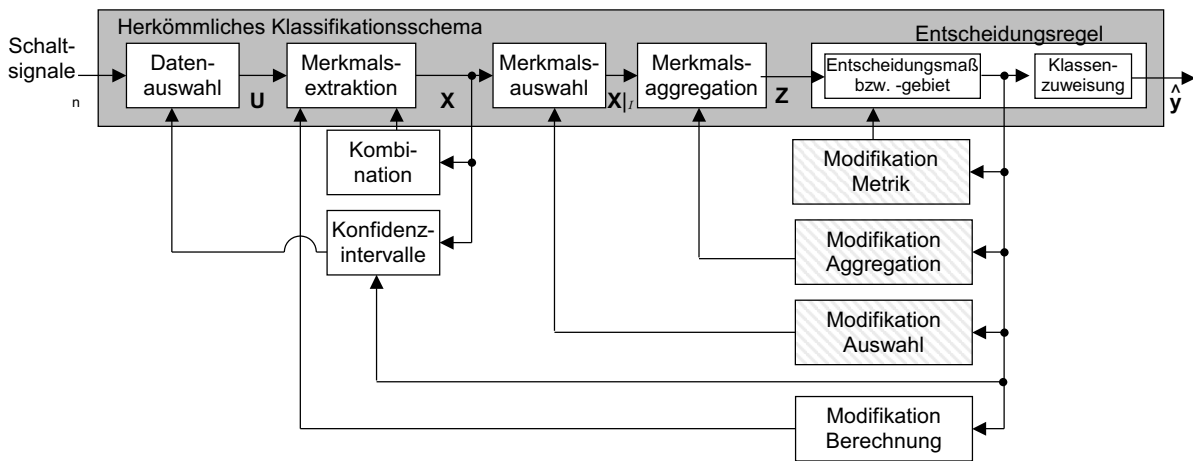 Herkömmliches Klassifikationsschema
Entscheidungsregel
Schalt-
signale
n
Daten-
auswahl
U
Merkmals-
extraktion
X
Merkmals-
auswahl
X|I
Merkmals-
aggregation
Z
Entscheidungsmaß
bzw. -gebiet
Klassen-
zuweisung
ŷ
Kombi-
nation
Modifikation
Metrik
Konfidenz-
intervalle
Modifikation
Aggregation
Modifikation
Auswahl
Modifikation
Berechnung